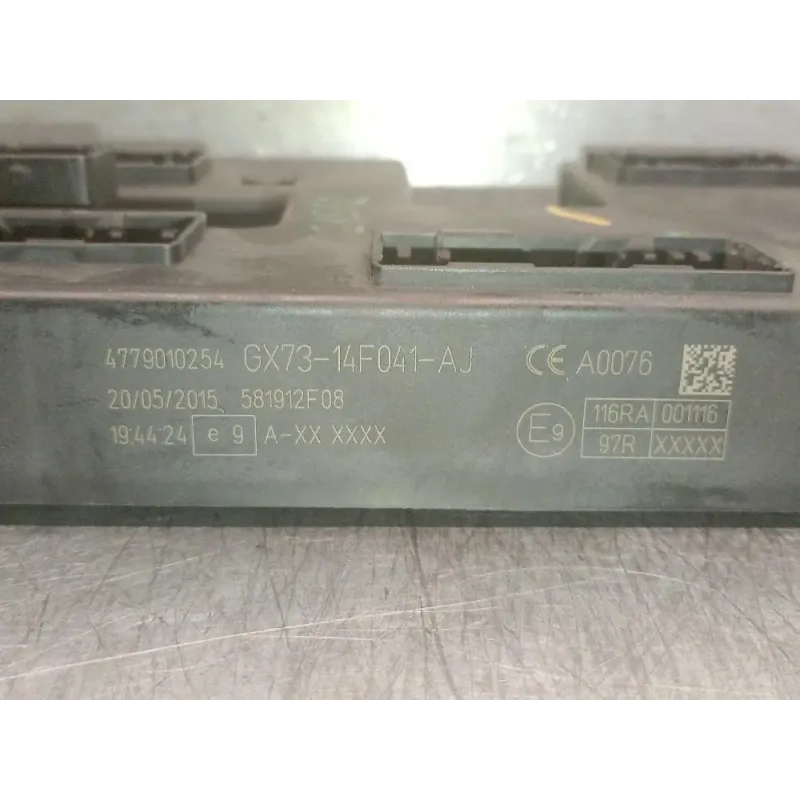 4779010254 GX73-14F041-AJ CE A0076
20/05/2015 581912F08
19:44:24 e 9 A-XX XXXX
E9
116RA 001116
97R XXXXX